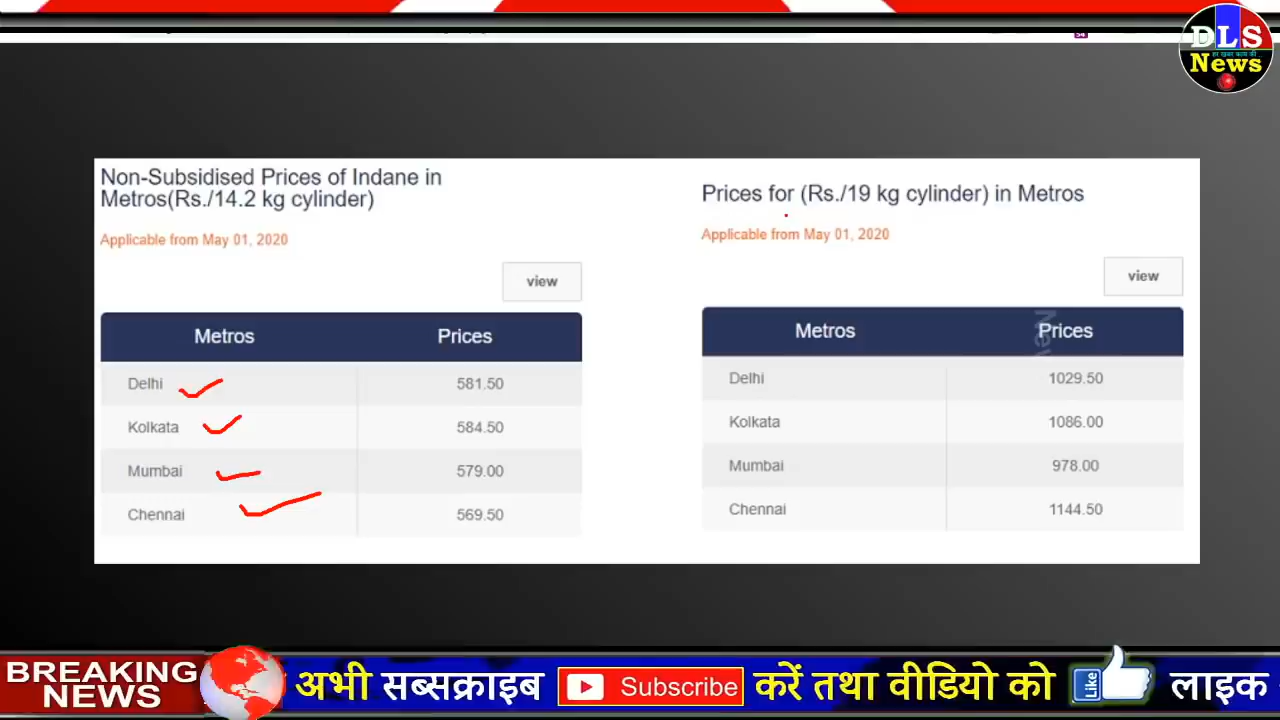 DLS
News
Non-Subsidised Prices of Indane in
Metros(Rs./14.2 kg cylinder)
Applicable from May 01, 2020
view
Metros Prices
Delhi 581.50
Kolkata 584.50
Mumbai 579.00
Chennai 569.50
Prices for (Rs./19 kg cylinder) in Metros
Applicable from May 01, 2020
view
Metros Prices
Delhi 1029.50
Kolkata 1086.00
Mumbai 978.00
Chennai 1144.50
BREAKING
NEWS
अभी सब्सक्राइब Subscribe करें तथा वीडियो को Like लाइक